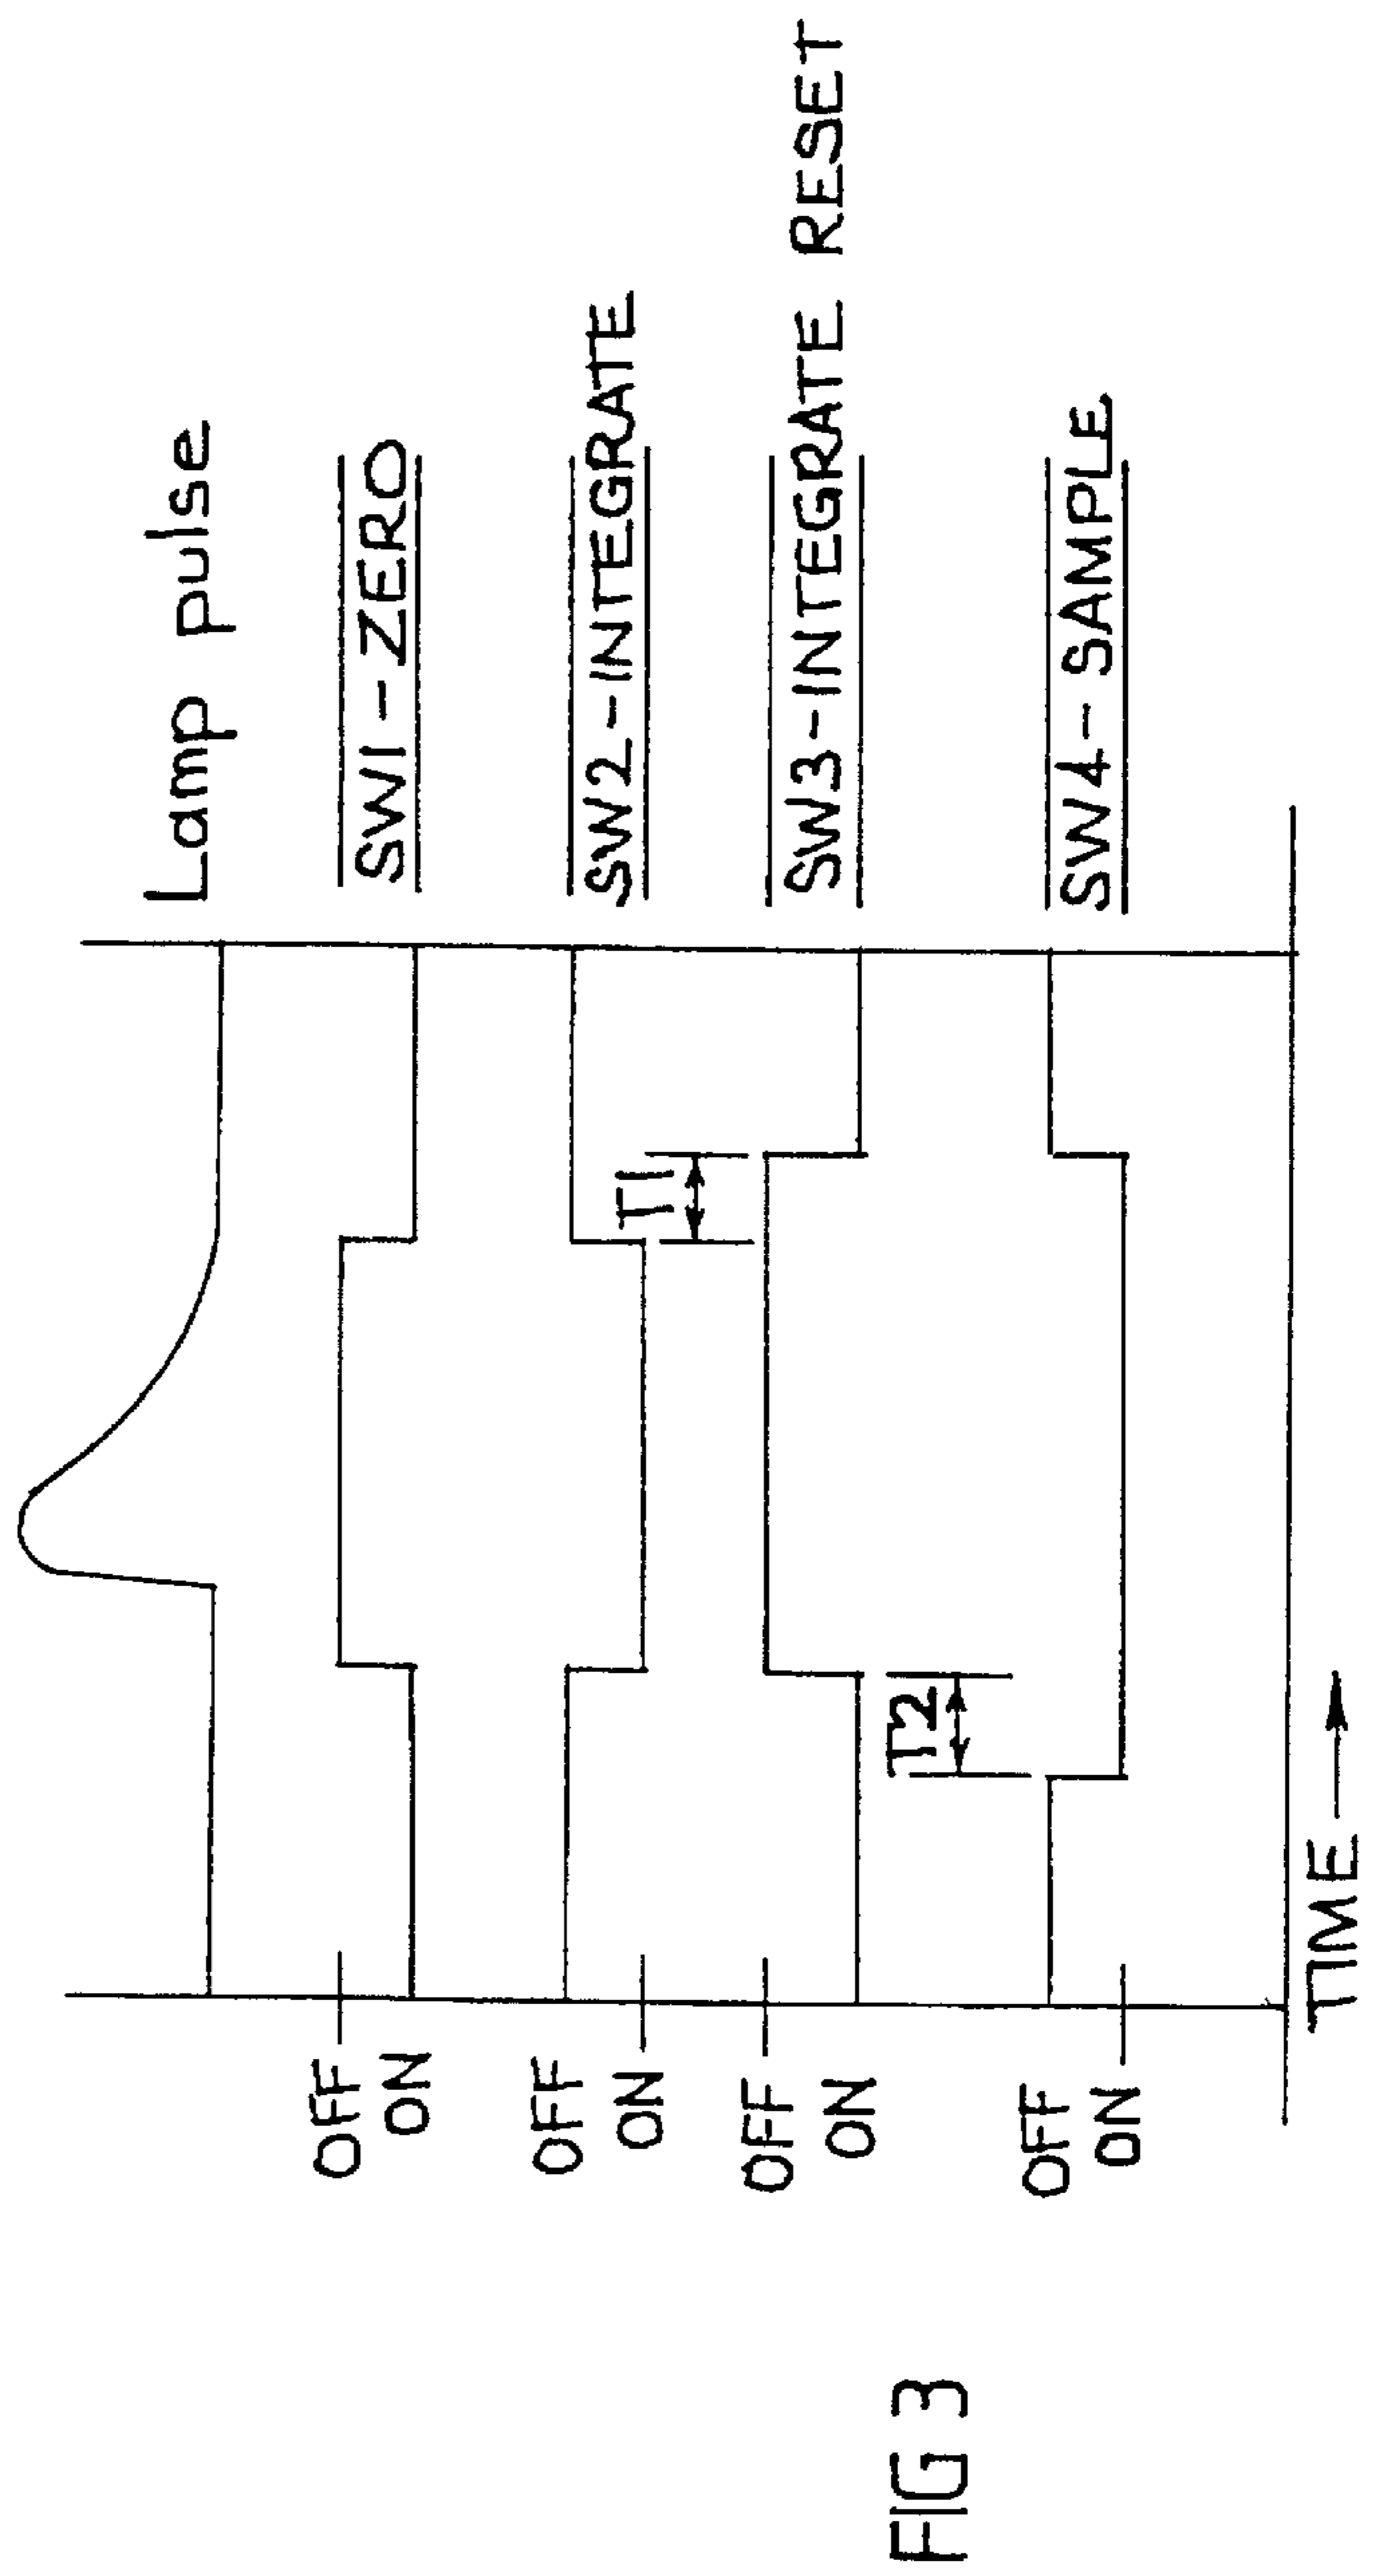 Lamp pulse
OFF
ON
SW1-ZERO
OFF
ON
SW2-INTEGRATE
T1
OFF
ON
SW3-INTEGRATE RESET
T2
OFF
ON
SW4-SAMPLE
TIME
FIG 3